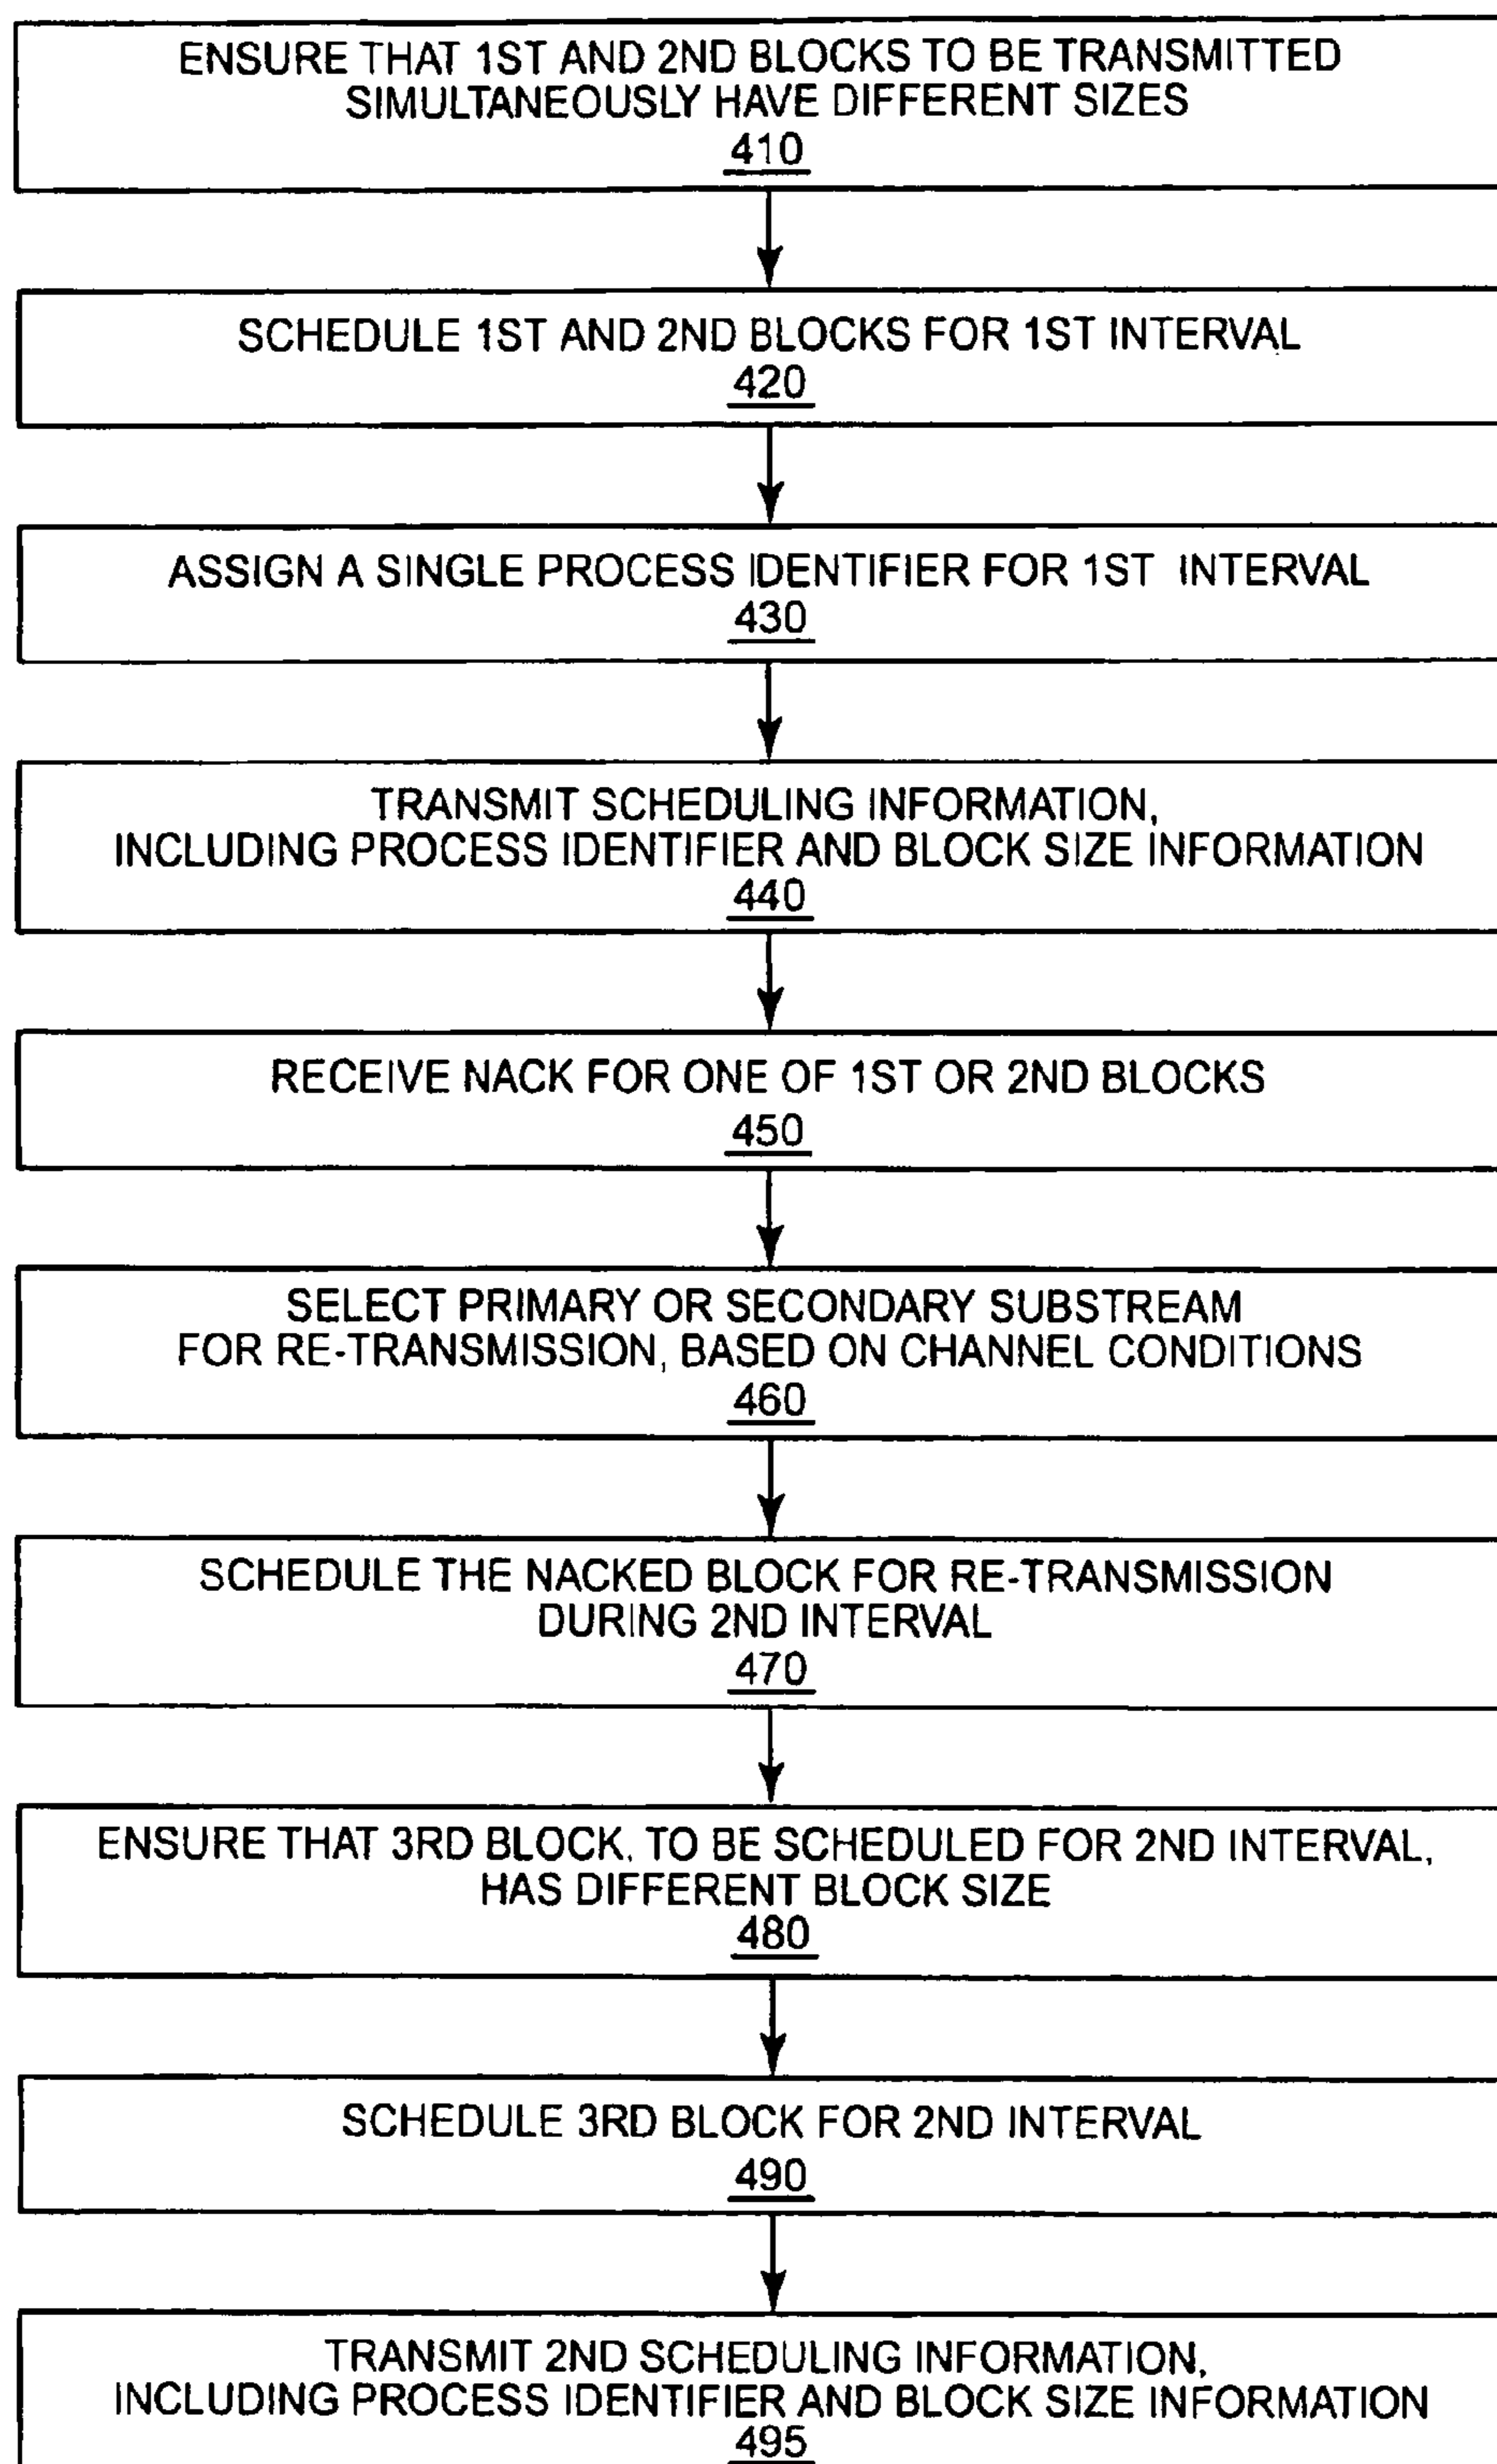 ENSURE THAT 1ST AND 2ND BLOCKS TO BE TRANSMITTED
SIMULTANEOUSLY HAVE DIFFERENT SIZES
410
SCHEDULE 1ST AND 2ND BLOCKS FOR 1ST INTERVAL
420
ASSIGN A SINGLE PROCESS IDENTIFIER FOR 1ST INTERVAL
430
TRANSMIT SCHEDULING INFORMATION,
INCLUDING PROCESS IDENTIFIER AND BLOCK SIZE INFORMATION
440
RECEIVE NACK FOR ONE OF 1ST OR 2ND BLOCKS
450
SELECT PRIMARY OR SECONDARY SUBSTREAM
FOR RE-TRANSMISSION, BASED ON CHANNEL CONDITIONS
460
SCHEDULE THE NACKED BLOCK FOR RE-TRANSMISSION
DURING 2ND INTERVAL
470
ENSURE THAT 3RD BLOCK, TO BE SCHEDULED FOR 2ND INTERVAL,
HAS DIFFERENT BLOCK SIZE
480
SCHEDULE 3RD BLOCK FOR 2ND INTERVAL
490
TRANSMIT 2ND SCHEDULING INFORMATION,
INCLUDING PROCESS IDENTIFIER AND BLOCK SIZE INFORMATION
495